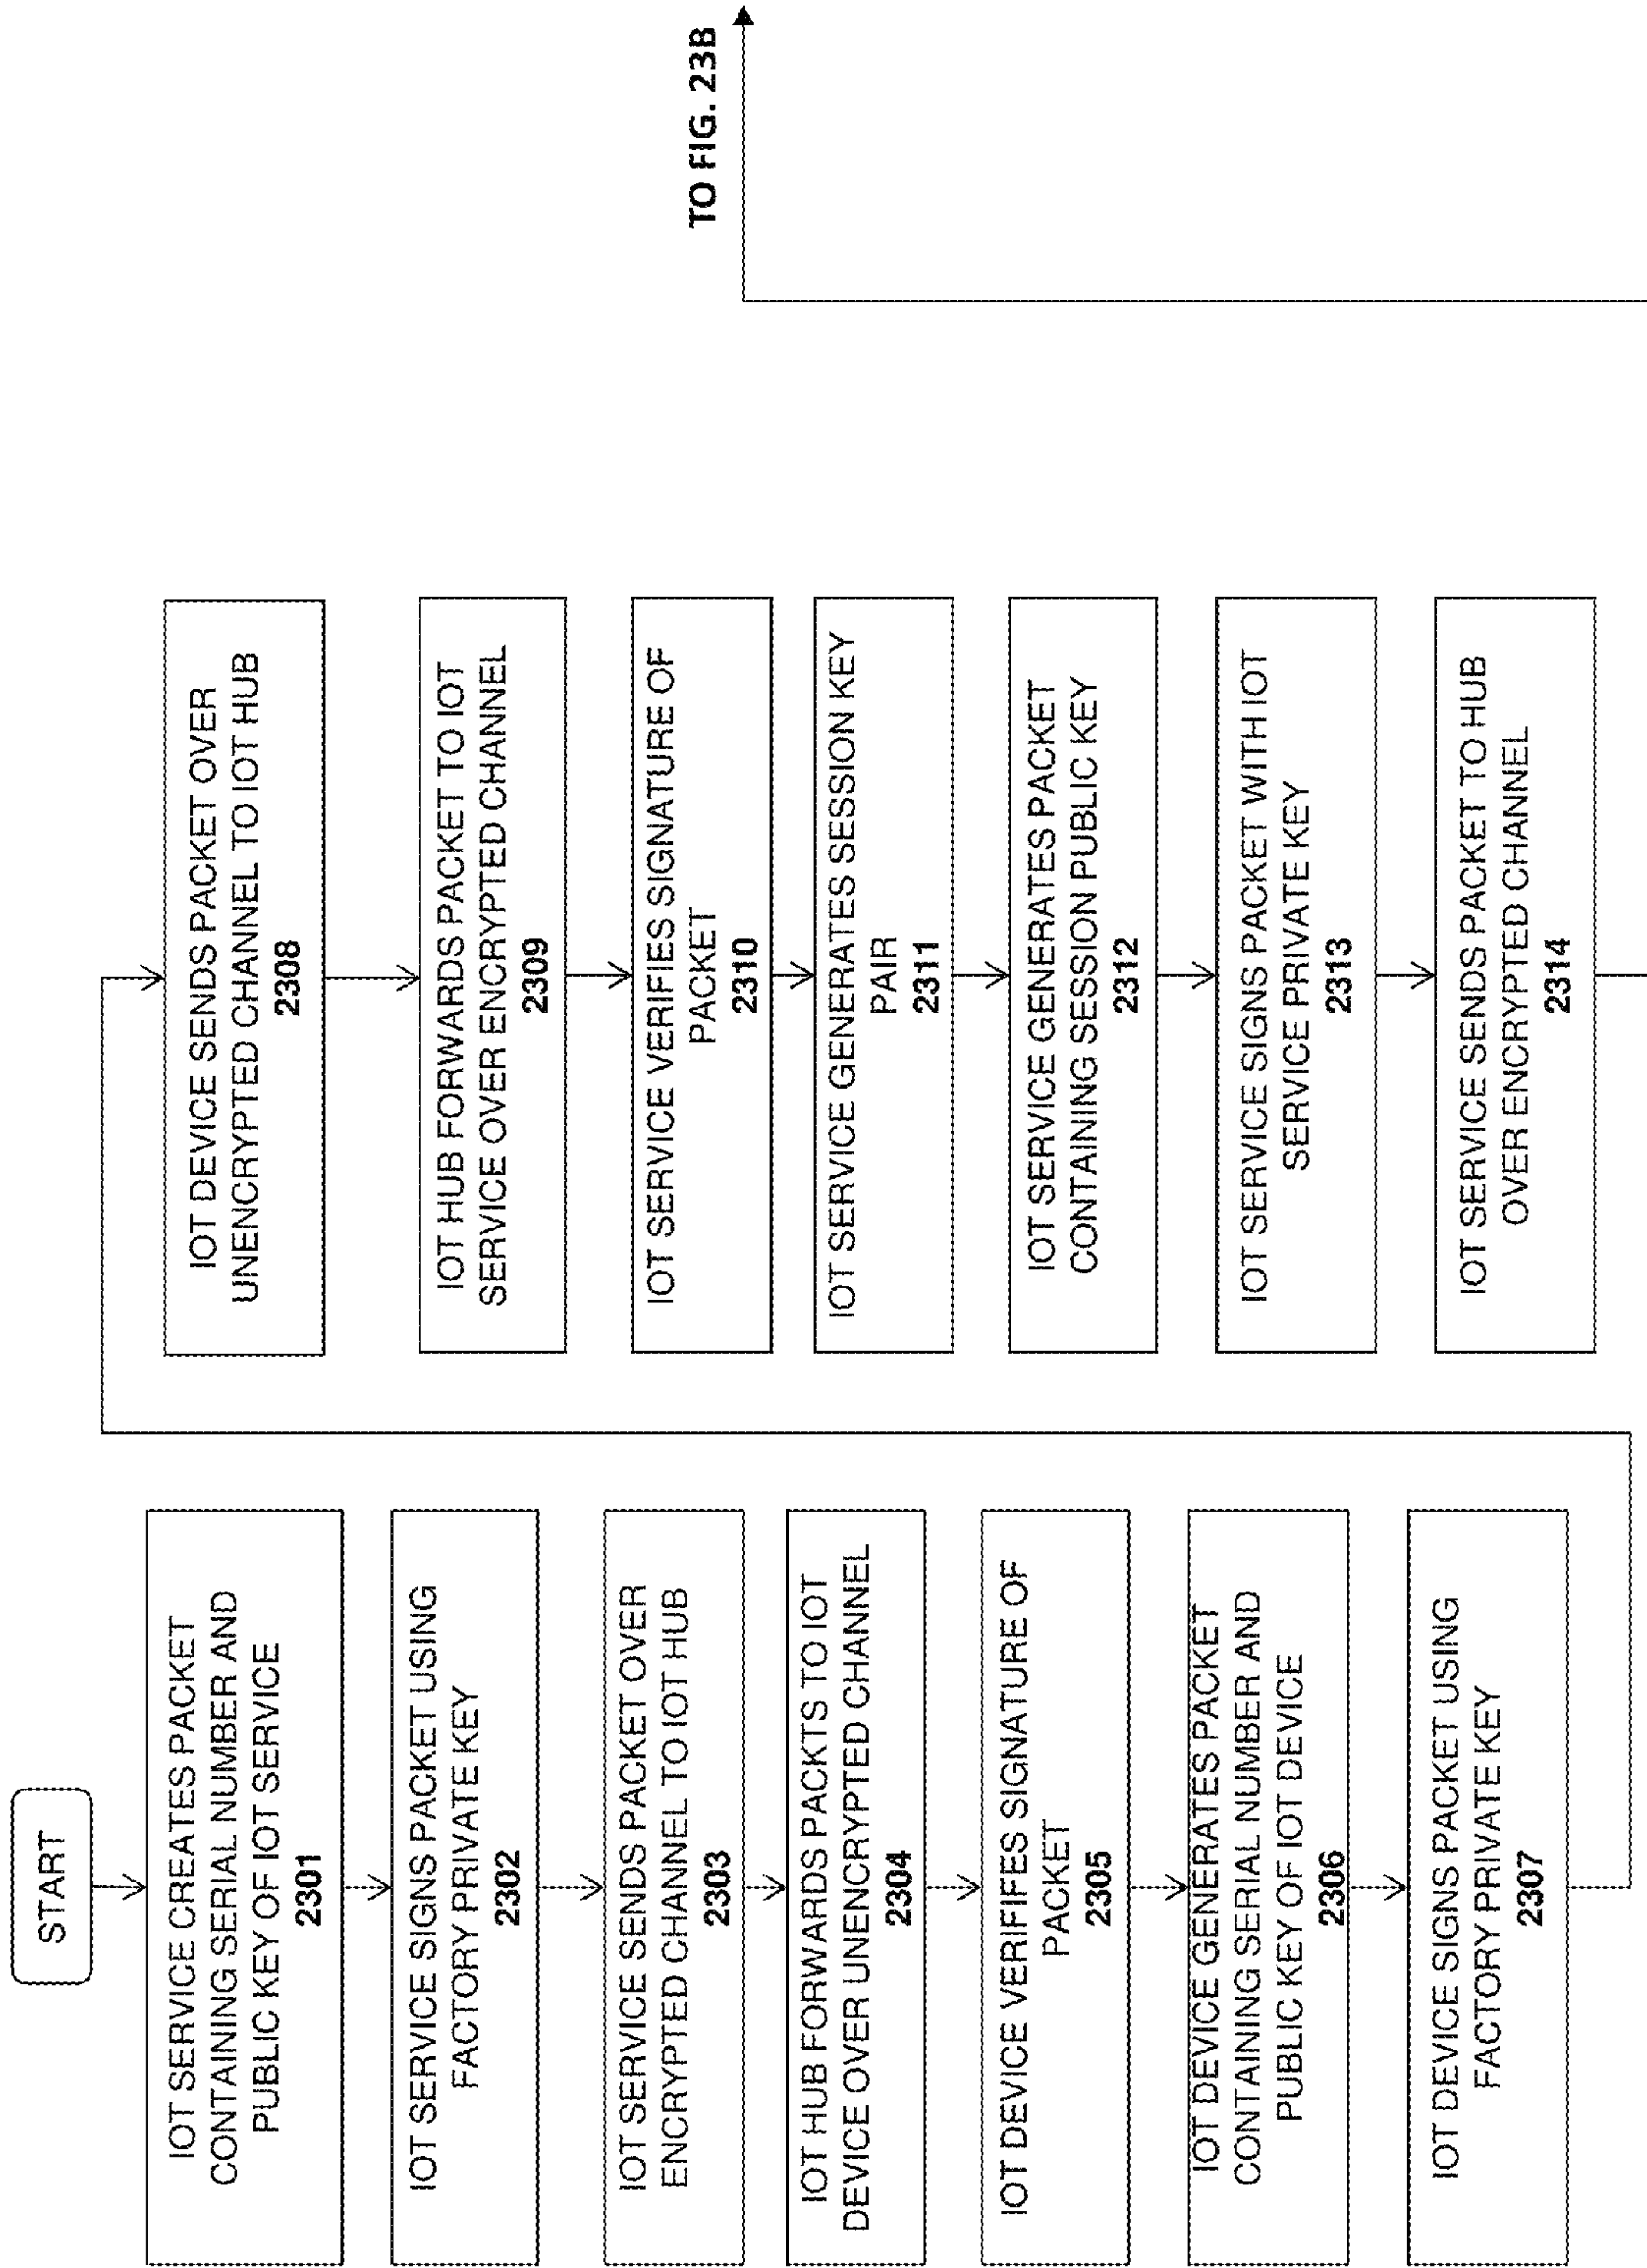 START
IOT SERVICE CREATES PACKET
CONTAINING SERIAL NUMBER AND
PUBLIC KEY OF IOT SERVICE
2301
IOT SERVICE SIGNS PACKET USING
FACTORY PRIVATE KEY
2302
IOT SERVICE SENDS PACKET OVER
ENCRYPTED CHANNEL TO IOT HUB
2303
IOT HUB FORWARDS PACKTS TO IOT
DEVICE OVER UNENCRYPTED CHANNEL
2304
IOT DEVICE VERIFIES SIGNATURE OF
PACKET
2305
IOT DEVICE GENERATES PACKET
CONTAINING SERIAL NUMBER AND
PUBLIC KEY OF IOT DEVICE
2306
IOT DEVICE SIGNS PACKET USING
FACTORY PRIVATE KEY
2307
IOT DEVICE SENDS PACKET OVER
UNENCRYPTED CHANNEL TO IOT HUB
2308
IOT HUB FORWARDS PACKET TO IOT
SERVICE OVER ENCRYPTED CHANNEL
2309
IOT SERVICE VERIFIES SIGNATURE OF
PACKET
2310
IOT SERVICE GENERATES SESSION KEY
PAIR
2311
IOT SERVICE GENERATES PACKET
CONTAINING SESSION PUBLIC KEY
2312
IOT SERVICE SIGNS PACKET WITH IOT
SERVICE PRIVATE KEY
2313
IOT SERVICE SENDS PACKET TO HUB
OVER ENCRYPTED CHANNEL
2314
TO FIG. 23B